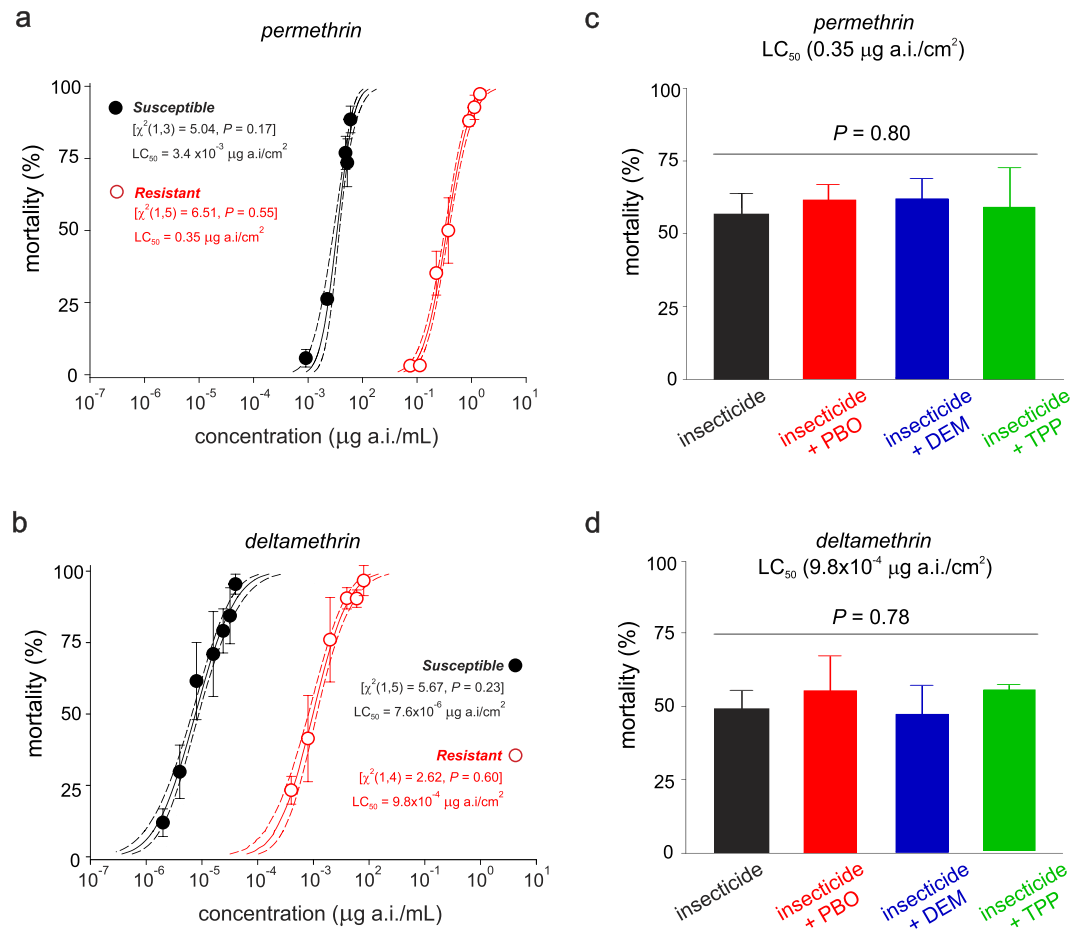 a
permethrin
100
75
50
25
0
mortality (%)
Susceptible
[χ²(1,3) = 5.04, P = 0.17]
LC₅₀ = 3.4 x10⁻³ µg a.i/cm²
Resistant
[χ²(1,5) = 6.51, P = 0.55]
LC₅₀ = 0.35 µg a.i/cm²
10⁻⁷ 10⁻⁶ 10⁻⁵ 10⁻⁴ 10⁻³ 10⁻² 10⁻¹ 10⁰ 10¹
concentration (µg a.i./mL)
c
permethrin
LC₅₀ (0.35 µg a.i./cm²)
100
75
50
25
0
mortality (%)
P = 0.80
insecticide
insecticide
+ PBO
insecticide
+ DEM
insecticide
+ TPP
b
deltamethrin
100
75
50
25
0
mortality (%)
Susceptible
[χ²(1,5) = 5.67, P = 0.23]
LC₅₀ = 7.6x10⁻⁶ µg a.i/cm²
Resistant
[χ²(1,4) = 2.62, P = 0.60]
LC₅₀ = 9.8x10⁻⁴ µg a.i/cm²
10⁻⁷ 10⁻⁶ 10⁻⁵ 10⁻⁴ 10⁻³ 10⁻² 10⁻¹ 10⁰ 10¹
concentration (µg a.i./mL)
d
deltamethrin
LC₅₀ (9.8x10⁻⁴ µg a.i./cm²)
100
75
50
25
0
mortality (%)
P = 0.78
insecticide
insecticide
+ PBO
insecticide
+ DEM
insecticide
+ TPP